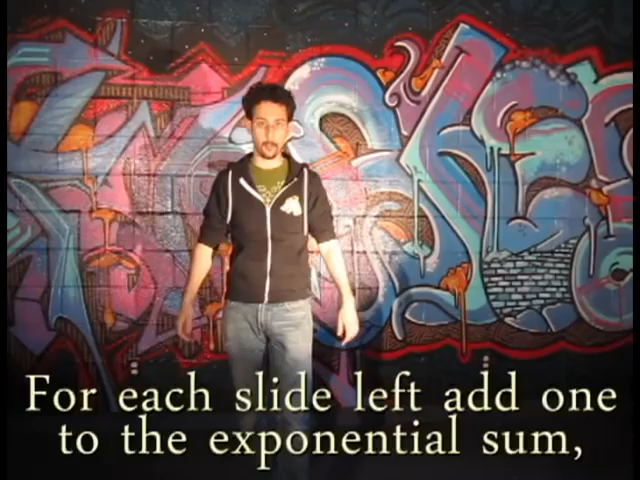 For each slide left add one
to the exponential sum,